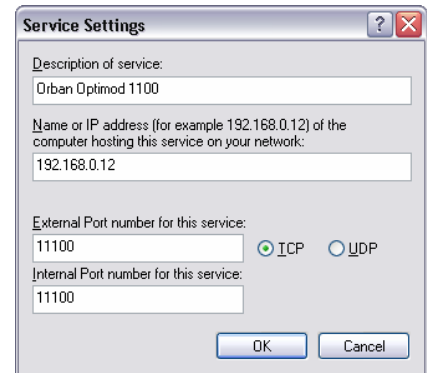 Service Settings
Description of service:
Orban Optimod 1100
Name or IP address (for example 192.168.0.12) of the
computer hosting this service on your network:
192.168.0.12
External Port number for this service:
11100
TCP UDP
Internal Port number for this service:
11100
OK Cancel